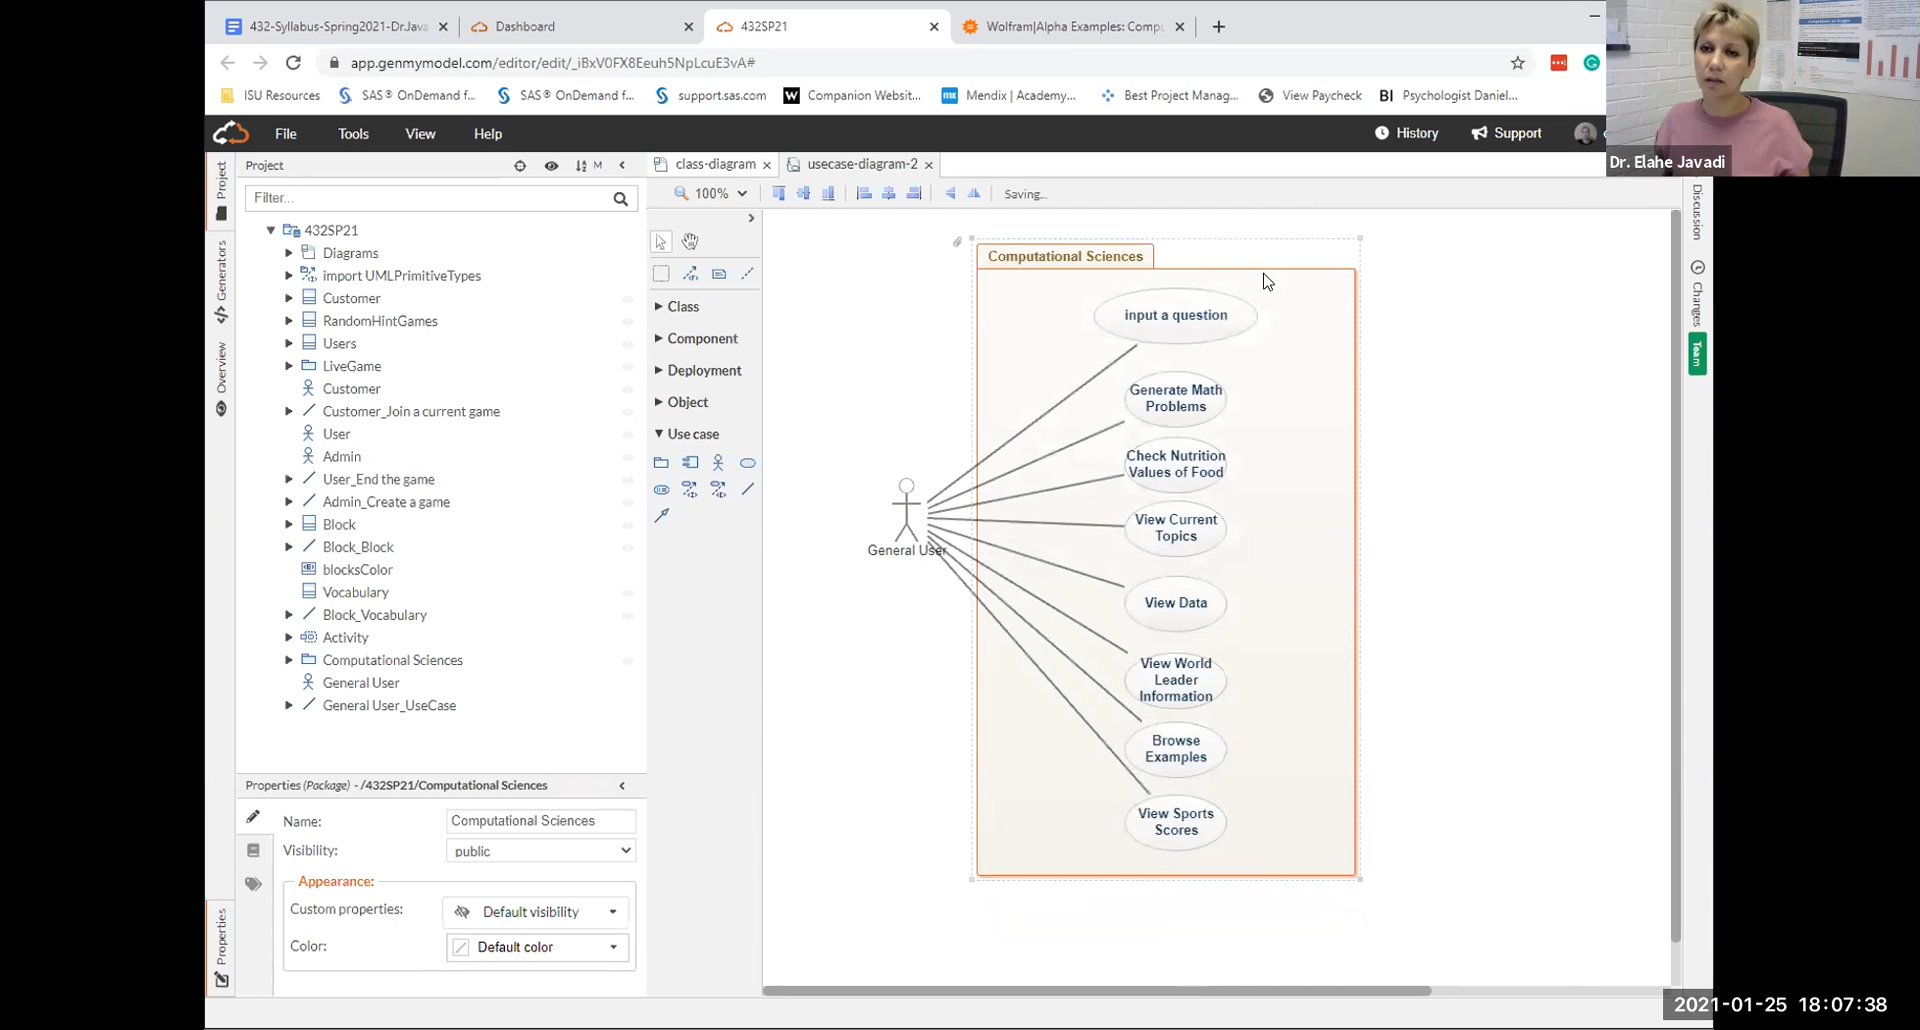 432-Syllabus-Spring2021-DrJava
Dashboard
432SP21
Wolfram|Alpha Examples: Compu
app.genmymodel.com/editor/edit/_iBxV0FX8Eeuh5NpLcuE3vA#
ISU Resources
SAS® OnDemand f...
SAS® OnDemand f...
support.sas.com
Companion Websit...
mx
Mendix | Academy...
Best Project Manag...
View Paycheck
BI
Psychologist Daniel...
File
Tools
View
Help
History
Support
Dr. Elahe Javadi
Project
M
class-diagram
usecase-diagram-2
Filter...
100%
Saving...
432SP21
Diagrams
import UMLPrimitiveTypes
Customer
RandomHintGames
Users
LiveGame
Customer
Customer_Join a current game
User
Admin
User_End the game
Admin_Create a game
Block
Block_Block
blocksColor
Vocabulary
Block_Vocabulary
Activity
Computational Sciences
General User
General User_UseCase
Project
Generators
Overview
Properties
Class
Component
Deployment
Object
Use case
Computational Sciences
input a question
Generate Math
Problems
Check Nutrition
Values of Food
View Current
Topics
View Data
View World
Leader
Information
Browse
Examples
View Sports
Scores
General User
Discussion
Changes
Team
Properties (Package) - /432SP21/Computational Sciences
Name:
Computational Sciences
Visibility:
public
Appearance:
Custom properties:
Default visibility
Color:
Default color
2021-01-25 18:07:38